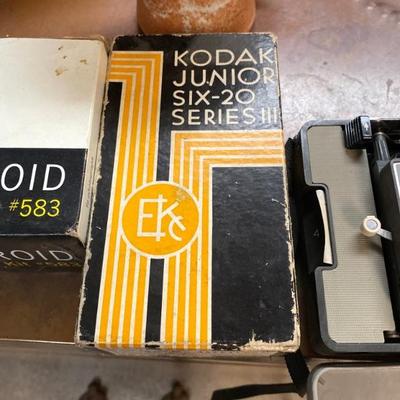 KODAK
JUNIOR
SIX-20
SERIES III
EKC
OID
#583